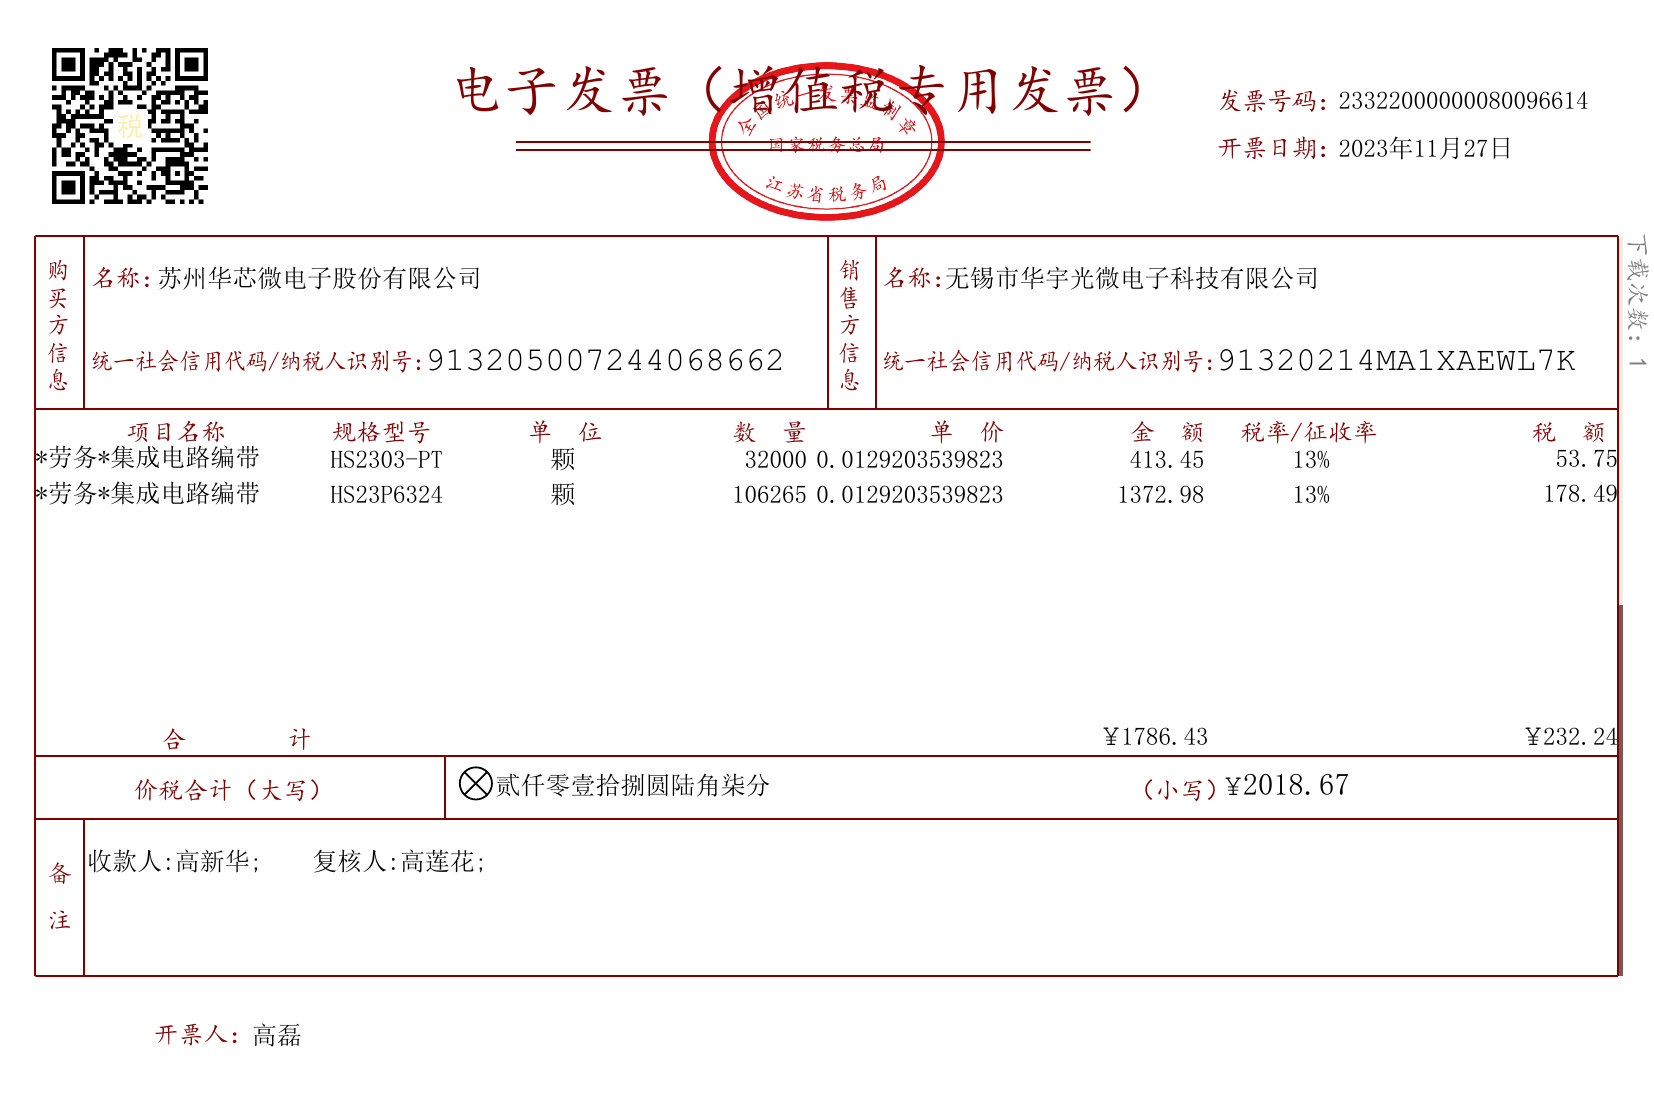 税
电子发票（增值税专用发票）
全国统一发票监制章
国家税务总局
江苏省税务局
发票号码：23322000000080096614
开票日期：2023年11月27日
下载次数：1
购买方信息
名称：苏州华芯微电子股份有限公司
统一社会信用代码/纳税人识别号：913205007244068662
销售方信息
名称：无锡市华宇光微电子科技有限公司
统一社会信用代码/纳税人识别号：91320214MA1XAEWL7K
项目名称 规格型号 单 位 数 量 单 价 金 额 税率/征收率 税 额
*劳务*集成电路编带 HS2303-PT 颗 32000 0.0129203539823 413.45 13% 53.75
*劳务*集成电路编带 HS23P6324 颗 106265 0.0129203539823 1372.98 13% 178.49
合 计 ¥1786.43 ¥232.24
价税合计（大写） 贰仟零壹拾捌圆陆角柒分 （小写）¥2018.67
备注
收款人:高新华; 复核人:高莲花;
开票人：高磊